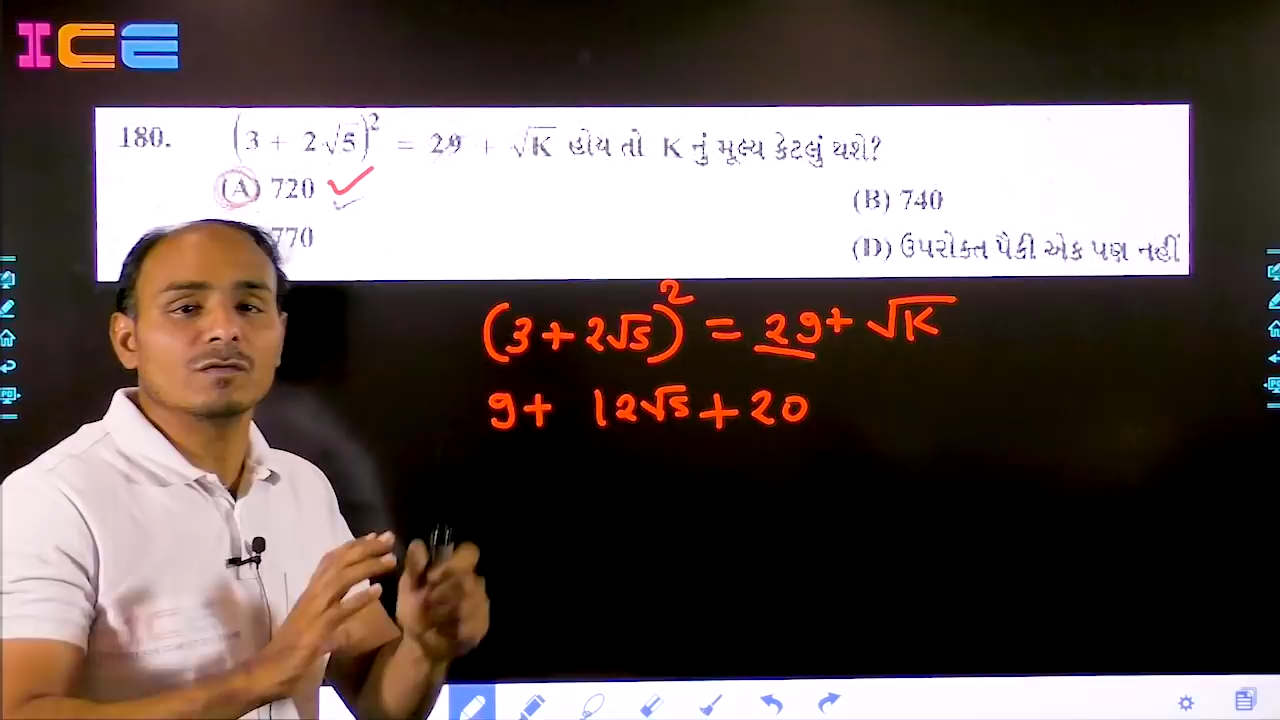 ICE
180. (3 + 2√5)² = 29 + √K હોય તો K નું મૂલ્ય કેટલું થશે?
(A) 720 (B) 740
770 (D) ઉપરોક્ત પૈકી એક પણ નહીં
(3 + 2√5)² = 29 + √K
9 + 12√5 + 20